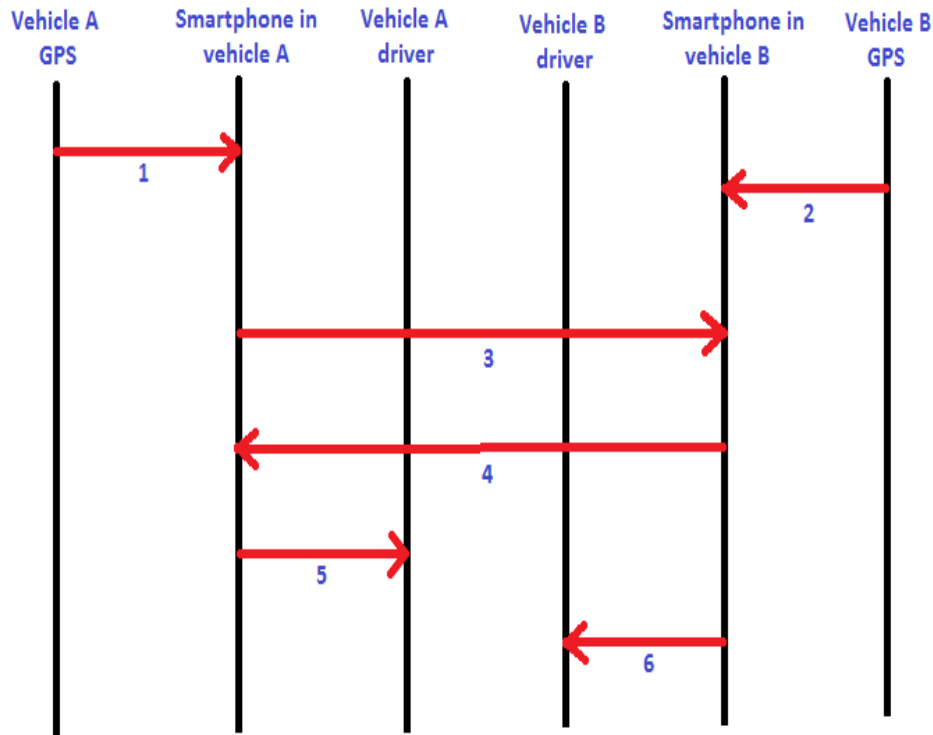 Vehicle A
GPS
Smartphone in
vehicle A
Vehicle A
driver
Vehicle B
driver
Smartphone in
vehicle B
Vehicle B
GPS
1
2
3
4
5
6